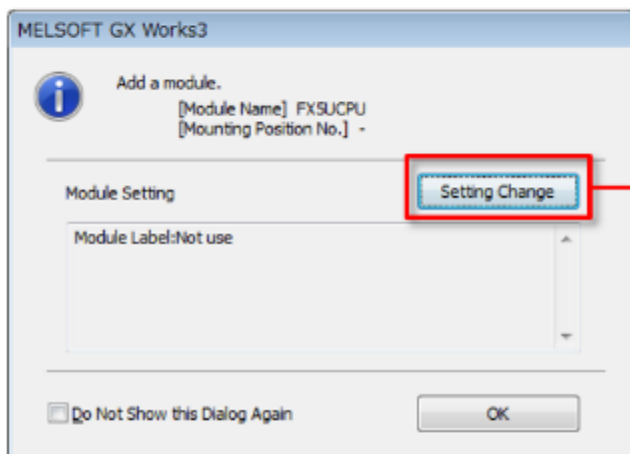 MELSOFT GX Works3
Add a module.
[Module Name] FX5UCPU
[Mounting Position No.] -
Module Setting
Setting Change
Module Label:Not use
Do Not Show this Dialog Again
OK